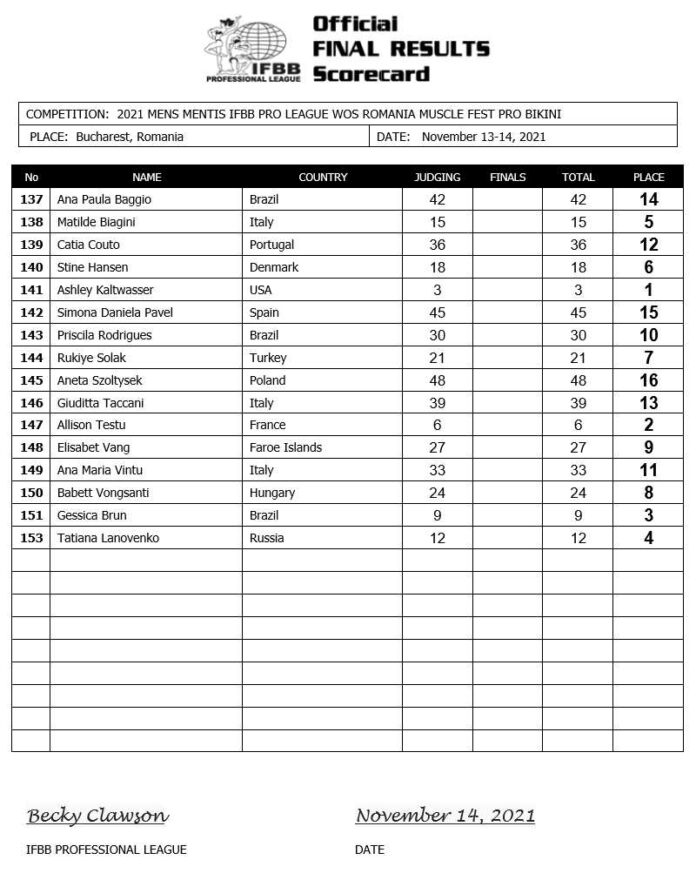 Official
FINAL RESULTS
IFBB
PROFESSIONAL LEAGUE
Scorecard
COMPETITION: 2021 MENS MENTIS IFBB PRO LEAGUE WOS ROMANIA MUSCLE FEST PRO BIKINI
PLACE: Bucharest, Romania DATE: November 13-14, 2021
No NAME COUNTRY JUDGING FINALS TOTAL PLACE
137 Ana Paula Baggio Brazil 42 42 14
138 Matilde Biagini Italy 15 15 5
139 Catia Couto Portugal 36 36 12
140 Stine Hansen Denmark 18 18 6
141 Ashley Kaltwasser USA 3 3 1
142 Simona Daniela Pavel Spain 45 45 15
143 Priscila Rodrigues Brazil 30 30 10
144 Rukiye Solak Turkey 21 21 7
145 Aneta Szoltysek Poland 48 48 16
146 Giuditta Taccani Italy 39 39 13
147 Allison Testu France 6 6 2
148 Elisabet Vang Faroe Islands 27 27 9
149 Ana Maria Vintu Italy 33 33 11
150 Babett Vongsanti Hungary 24 24 8
151 Gessica Brun Brazil 9 9 3
153 Tatiana Lanovenko Russia 12 12 4
Becky Clawson November 14, 2021
IFBB PROFESSIONAL LEAGUE DATE